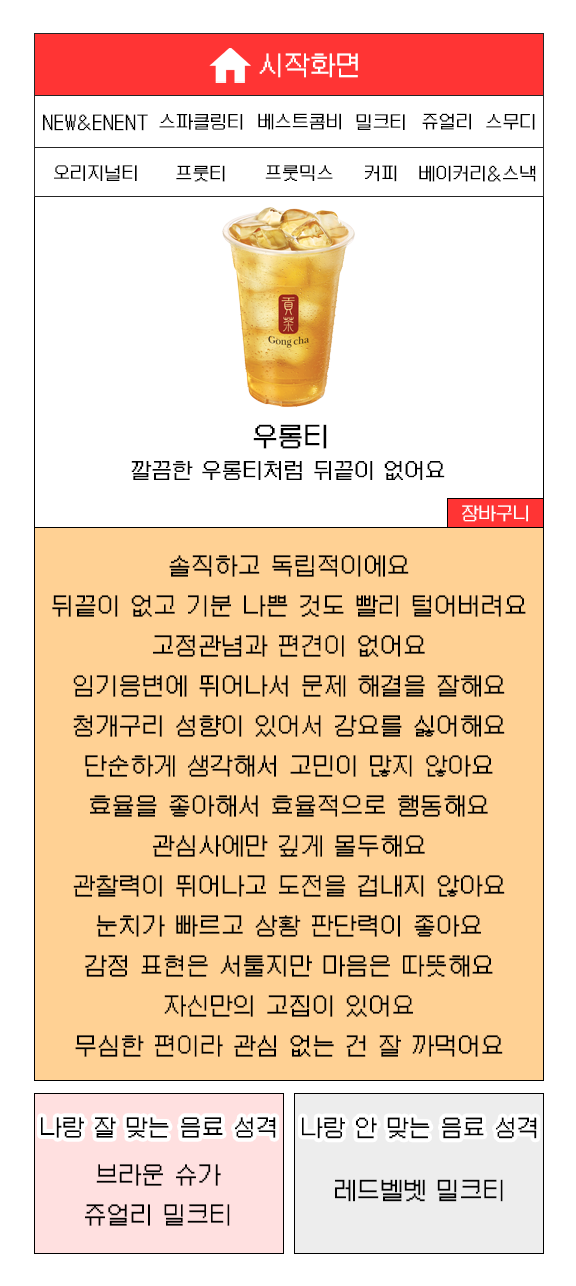 시작화면
NEW&ENENT 스파클링티 베스트콤비 밀크티 쥬얼리 스무디
오리지널티 프룻티 프룻믹스 커피 베이커리&스낵
貢茶
Gong cha
우롱티
깔끔한 우롱티처럼 뒤끝이 없어요
장바구니
솔직하고 독립적이에요
뒤끝이 없고 기분 나쁜 것도 빨리 털어버려요
고정관념과 편견이 없어요
임기응변에 뛰어나서 문제 해결을 잘해요
청개구리 성향이 있어서 강요를 싫어해요
단순하게 생각해서 고민이 많지 않아요
효율을 좋아해서 효율적으로 행동해요
관심사에만 깊게 몰두해요
관찰력이 뛰어나고 도전을 겁내지 않아요
눈치가 빠르고 상황 판단력이 좋아요
감정 표현은 서툴지만 마음은 따뜻해요
자신만의 고집이 있어요
무심한 편이라 관심 없는 건 잘 까먹어요
나랑 잘 맞는 음료 성격
브라운 슈가
쥬얼리 밀크티
나랑 안 맞는 음료 성격
레드벨벳 밀크티